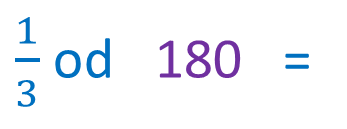 1/3 od 180 =